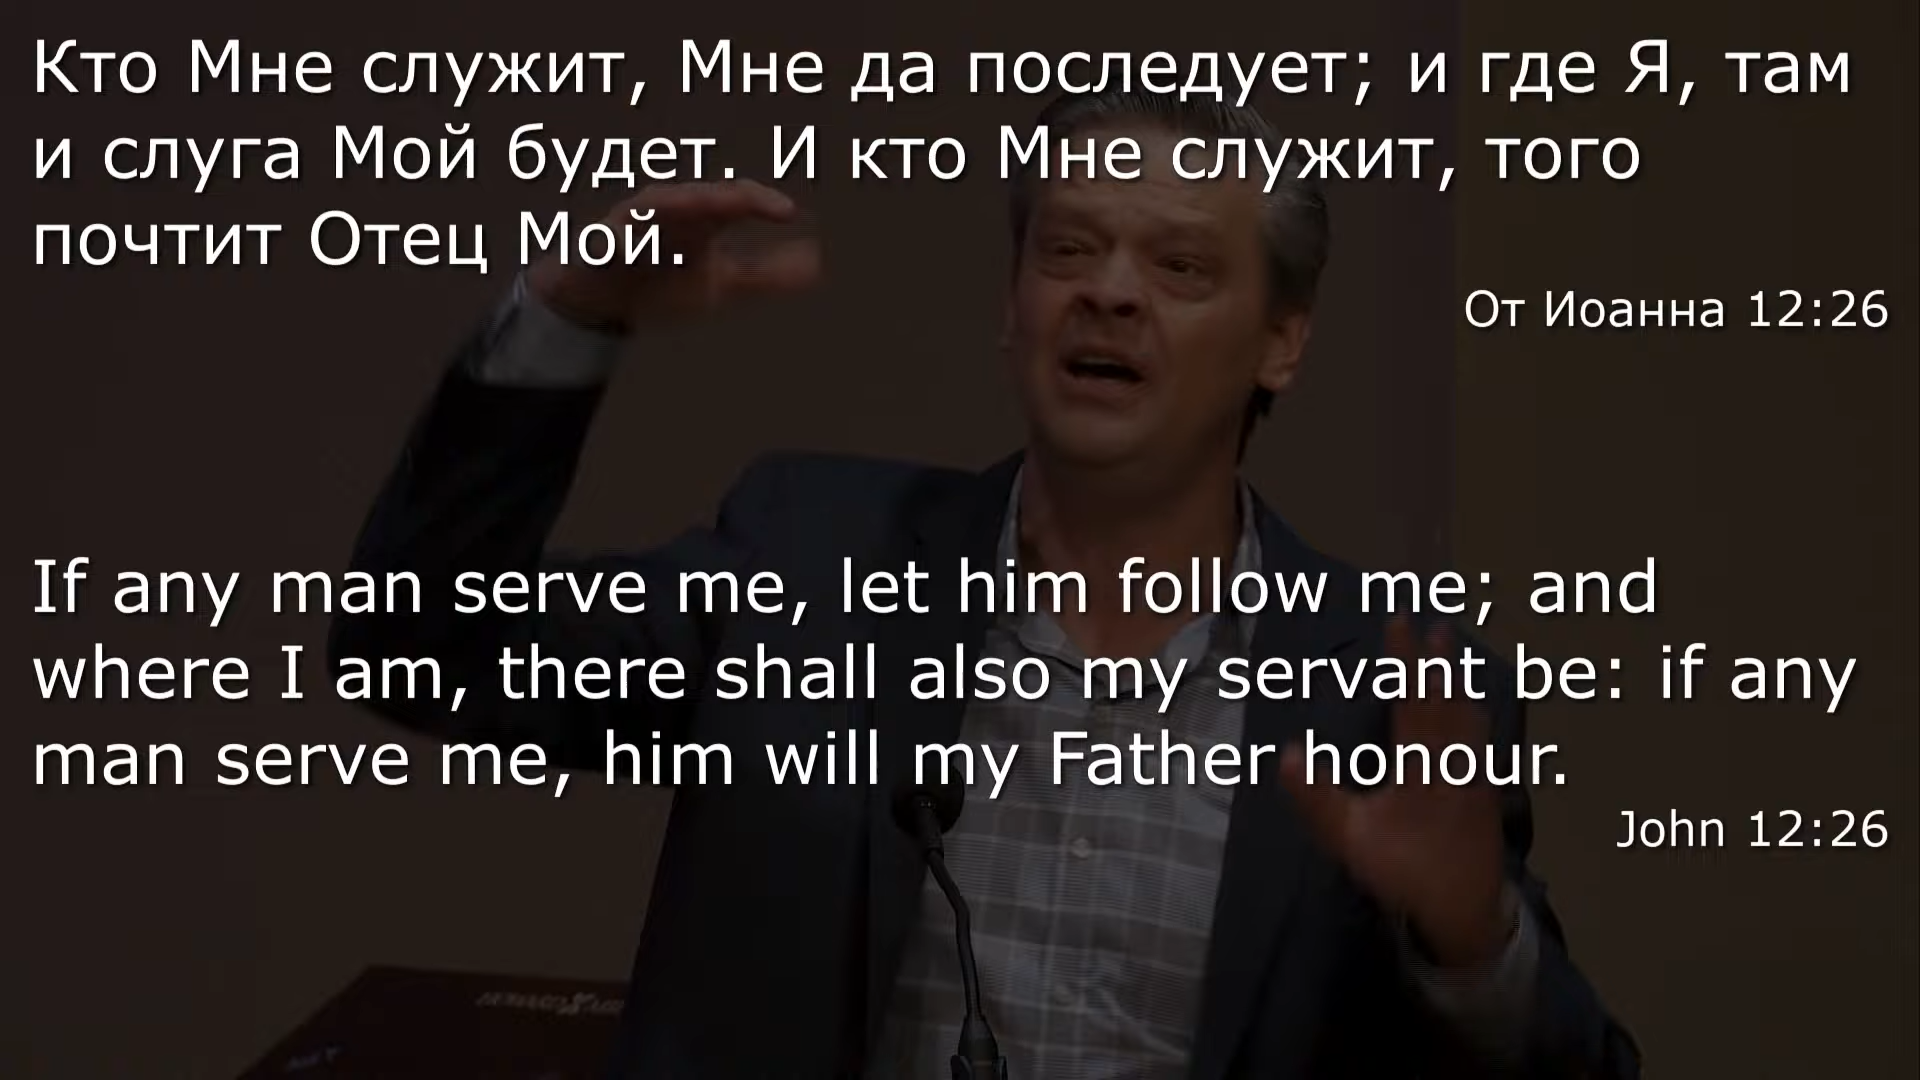 Кто Мне служит, Мне да последует; и где Я, там
и слуга Мой будет. И кто Мне служит, того
почтит Отец Мой.
От Иоанна 12:26
If any man serve me, let him follow me; and
where I am, there shall also my servant be: if any
man serve me, him will my Father honour.
John 12:26